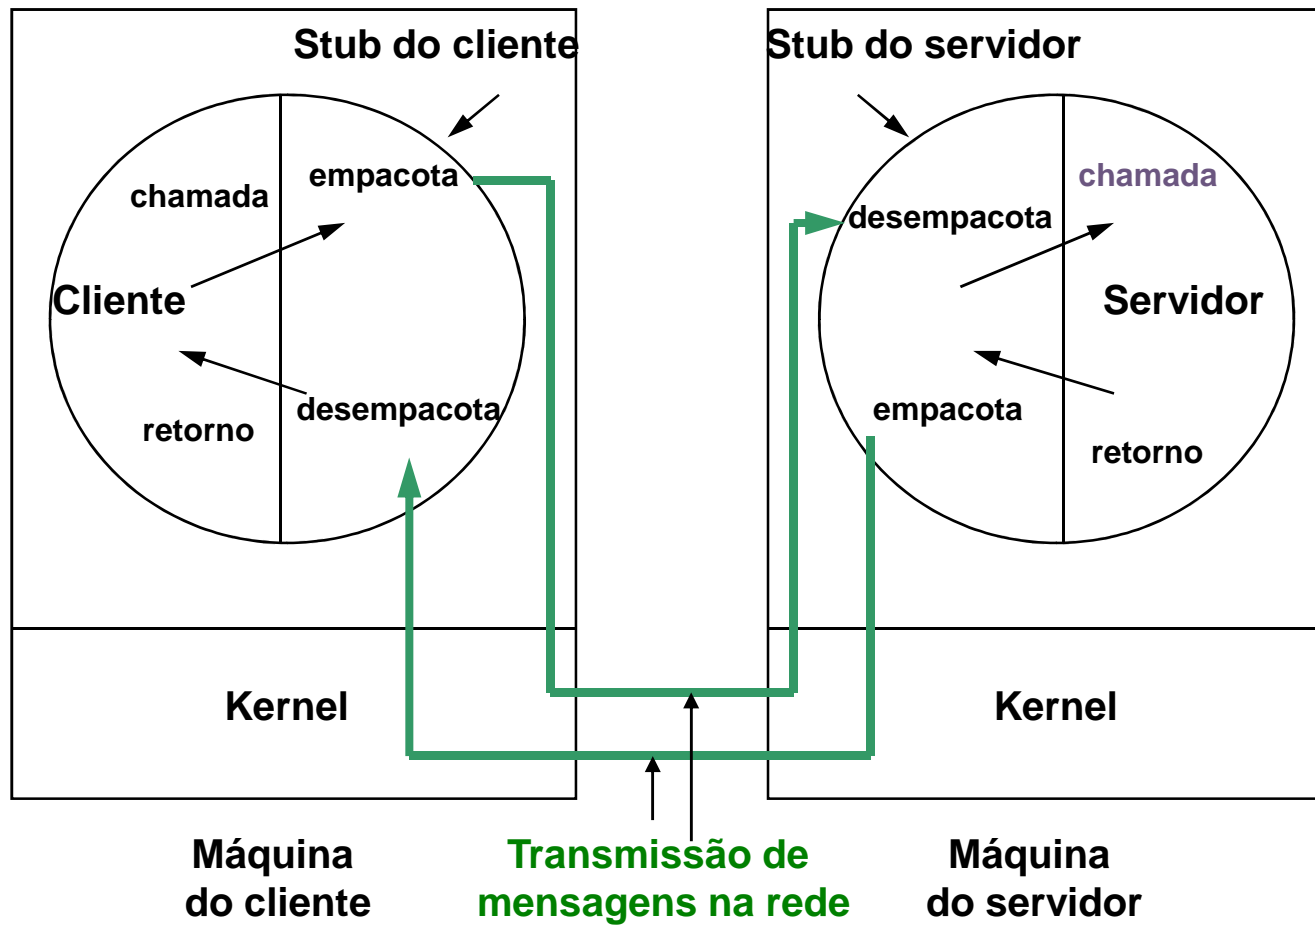 Stub do cliente
Stub do servidor
empacota
chamada
Cliente
desempacota
retorno
chamada
desempacota
Servidor
empacota
retorno
Kernel
Kernel
Máquina
do cliente
Transmissão de
mensagens na rede
Máquina
do servidor